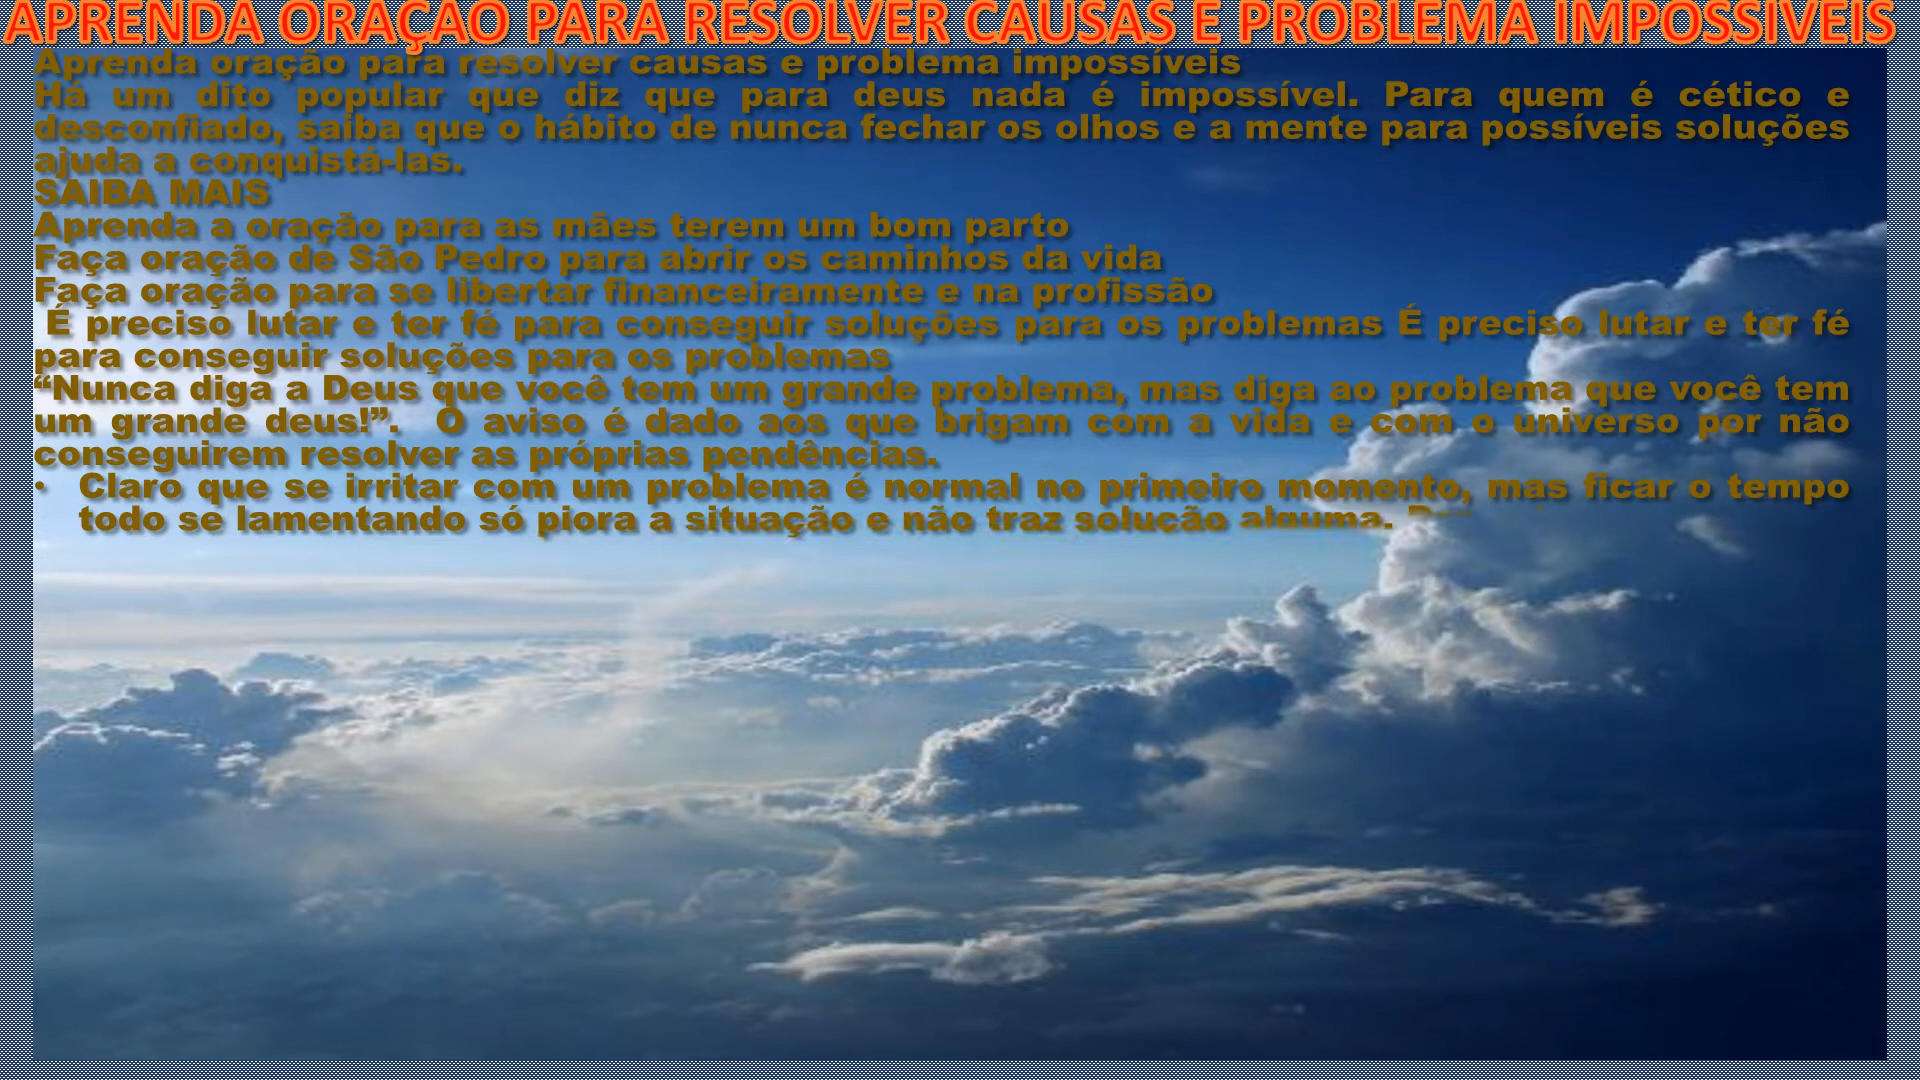 APRENDA ORAÇÃO PARA RESOLVER CAUSAS E PROBLEMA IMPOSSÍVEIS
Aprenda oração para resolver causas e problema impossíveis
Há um dito popular que diz que para deus nada é impossível. Para quem é cético e
desconfiado, saiba que o hábito de nunca fechar os olhos e a mente para possíveis soluções
ajuda a conquistá-las.
SAIBA MAIS
Aprenda a oração para as mães terem um bom parto
Faça oração de São Pedro para abrir os caminhos da vida
Faça oração para se libertar financeiramente e na profissão
É preciso lutar e ter fé para conseguir soluções para os problemas É preciso lutar e ter fé
para conseguir soluções para os problemas
“Nunca diga a Deus que você tem um grande problema, mas diga ao problema que você tem
um grande deus!”. O aviso é dado aos que brigam com a vida e com o universo por não
conseguirem resolver as próprias pendências.
• Claro que se irritar com um problema é normal no primeiro momento, mas ficar o tempo
todo se lamentando só piora a situação e não traz solução alguma.